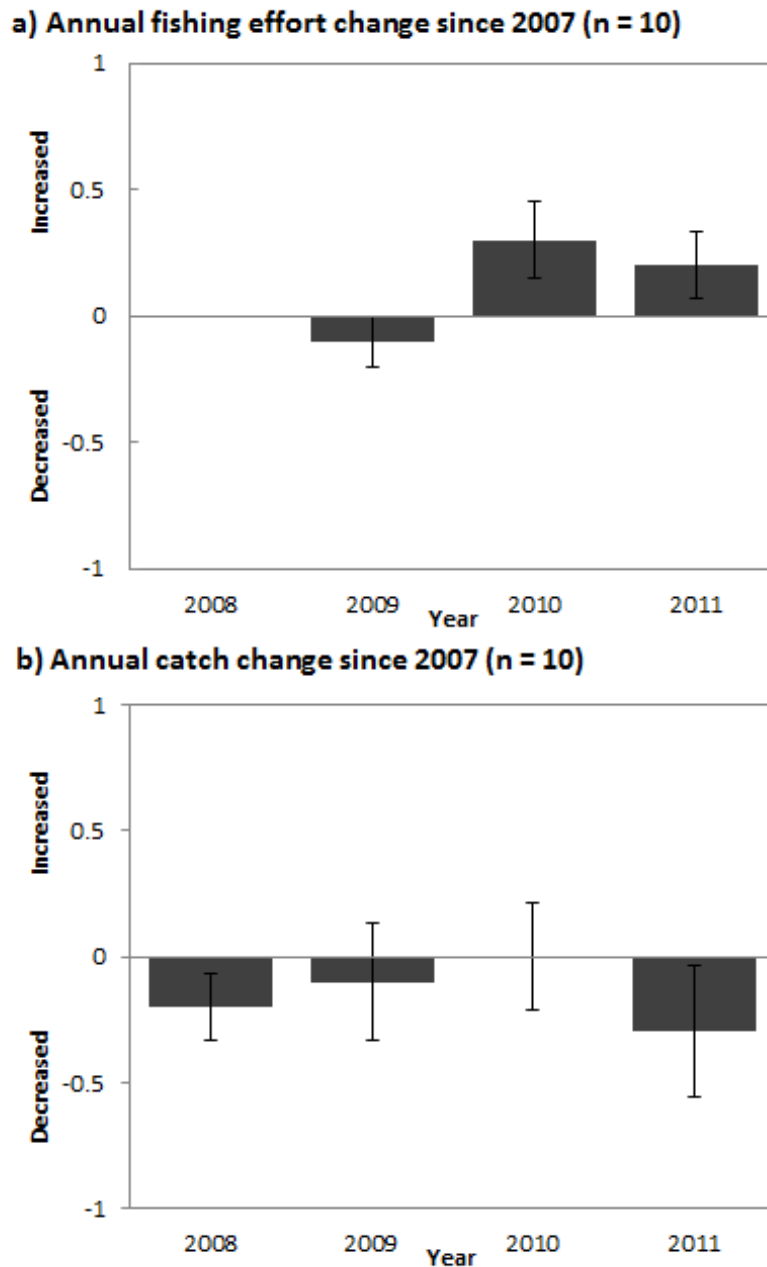 a) Annual fishing effort change since 2007 (n = 10)
1
Increased
0.5
0
Decreased
-0.5
-1
2008 2009 2010 2011
Year
b) Annual catch change since 2007 (n = 10)
1
Increased
0.5
0
Decreased
-0.5
-1
2008 2009 2010 2011
Year